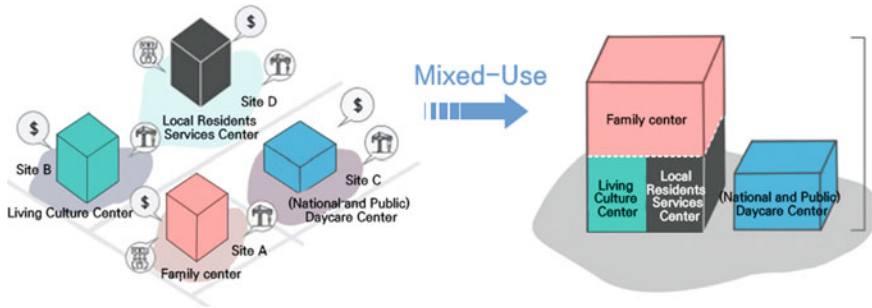 $
Site D
Local Residents
Services Center
$
Site B
Living Culture Center
$
Site C
(National and Public)
Daycare Center
$
Site A
Family center
Mixed-Use
Family center
Living
Culture
Center
Local
Residents
Services
Center
(National and Public)
Daycare Center